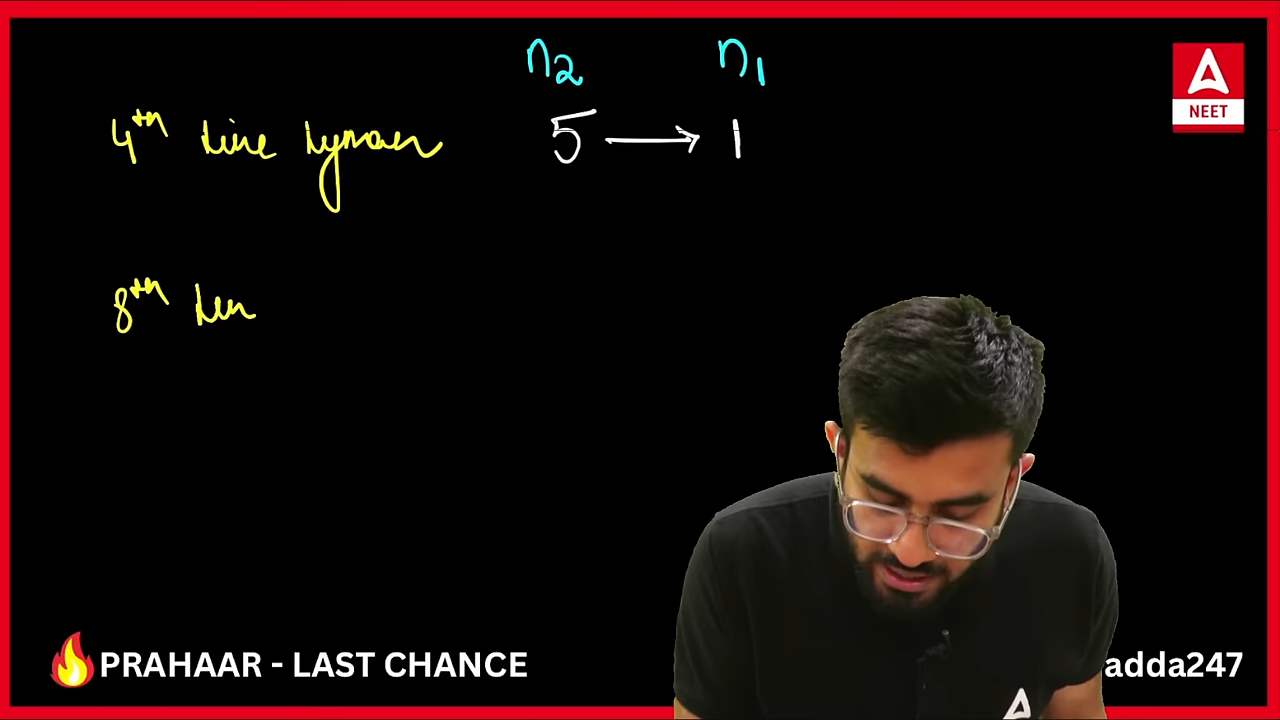 n2 n1
4th Line Lyman 5 → 1
8th Line
NEET
PRAHAAR - LAST CHANCE
adda247